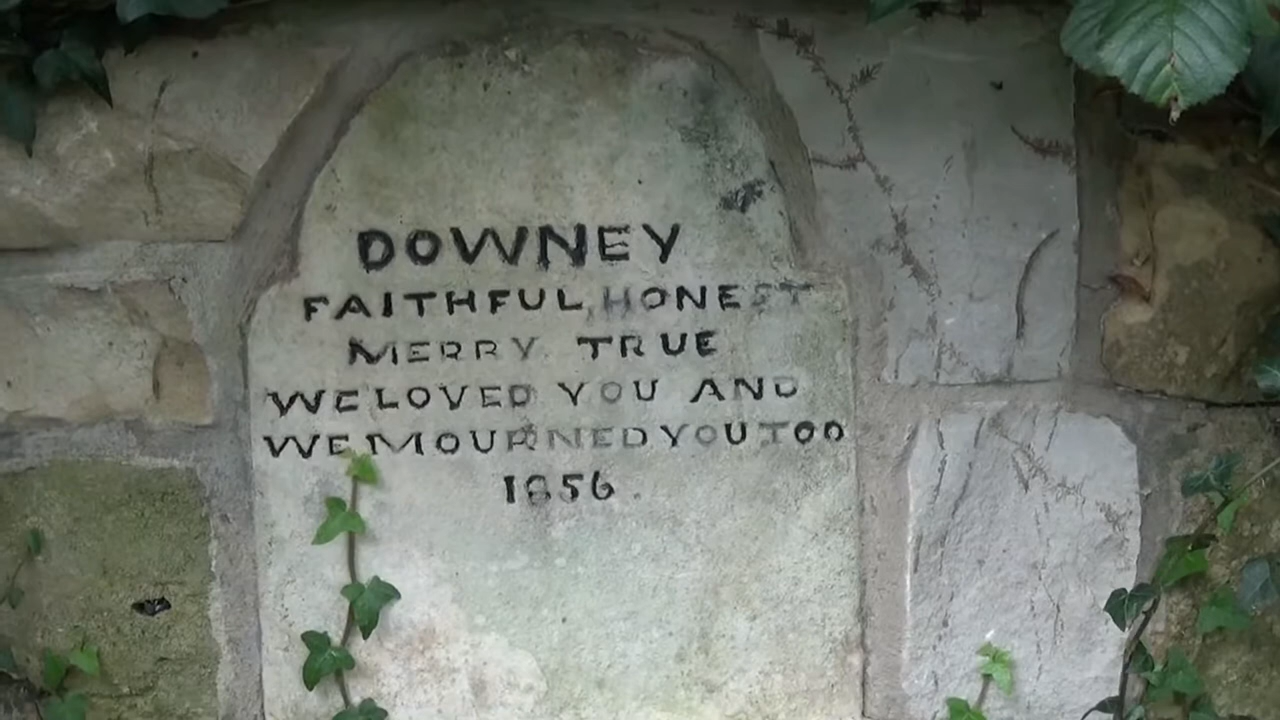 DOWNEY
FAITHFUL, HONEST
MERRY, TRUE
WE LOVED YOU AND
WE MOURNED YOU TOO
1856.